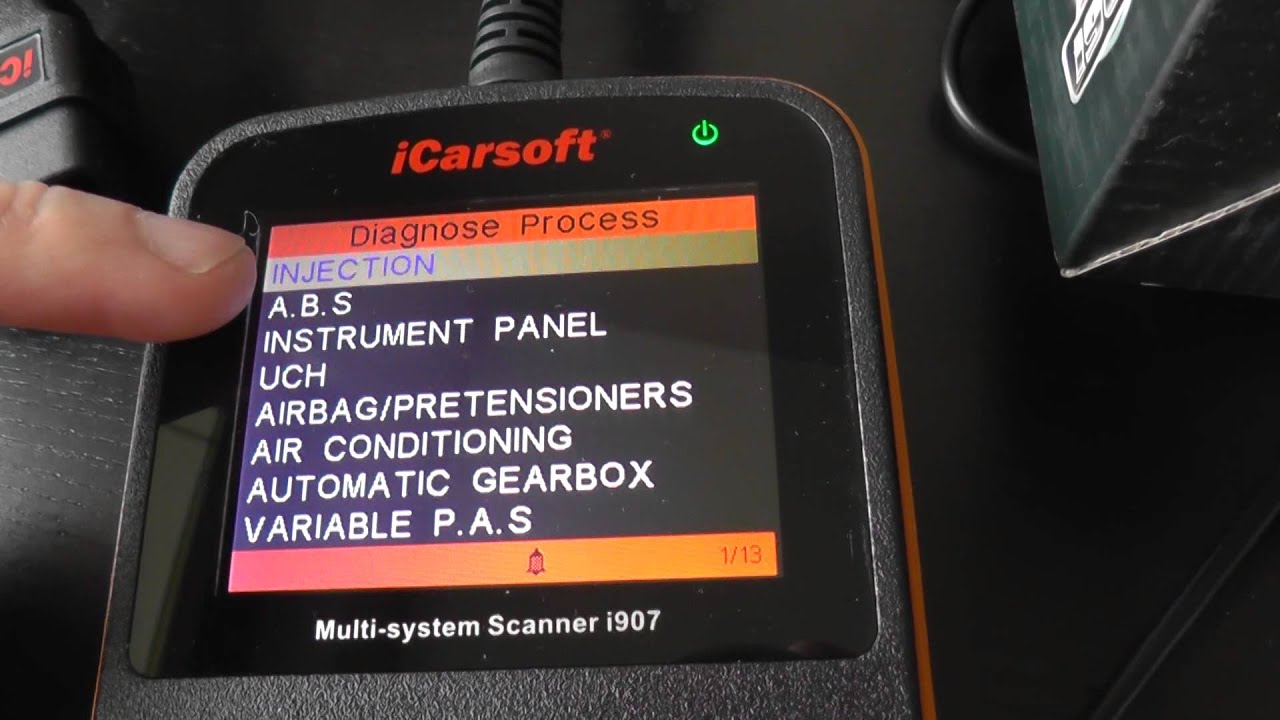 iCarsoft®
Diagnose Process
INJECTION
A.B.S
INSTRUMENT PANEL
UCH
AIRBAG/PRETENSIONERS
AIR CONDITIONING
AUTOMATIC GEARBOX
VARIABLE P.A.S
1/13
Multi-system Scanner i907